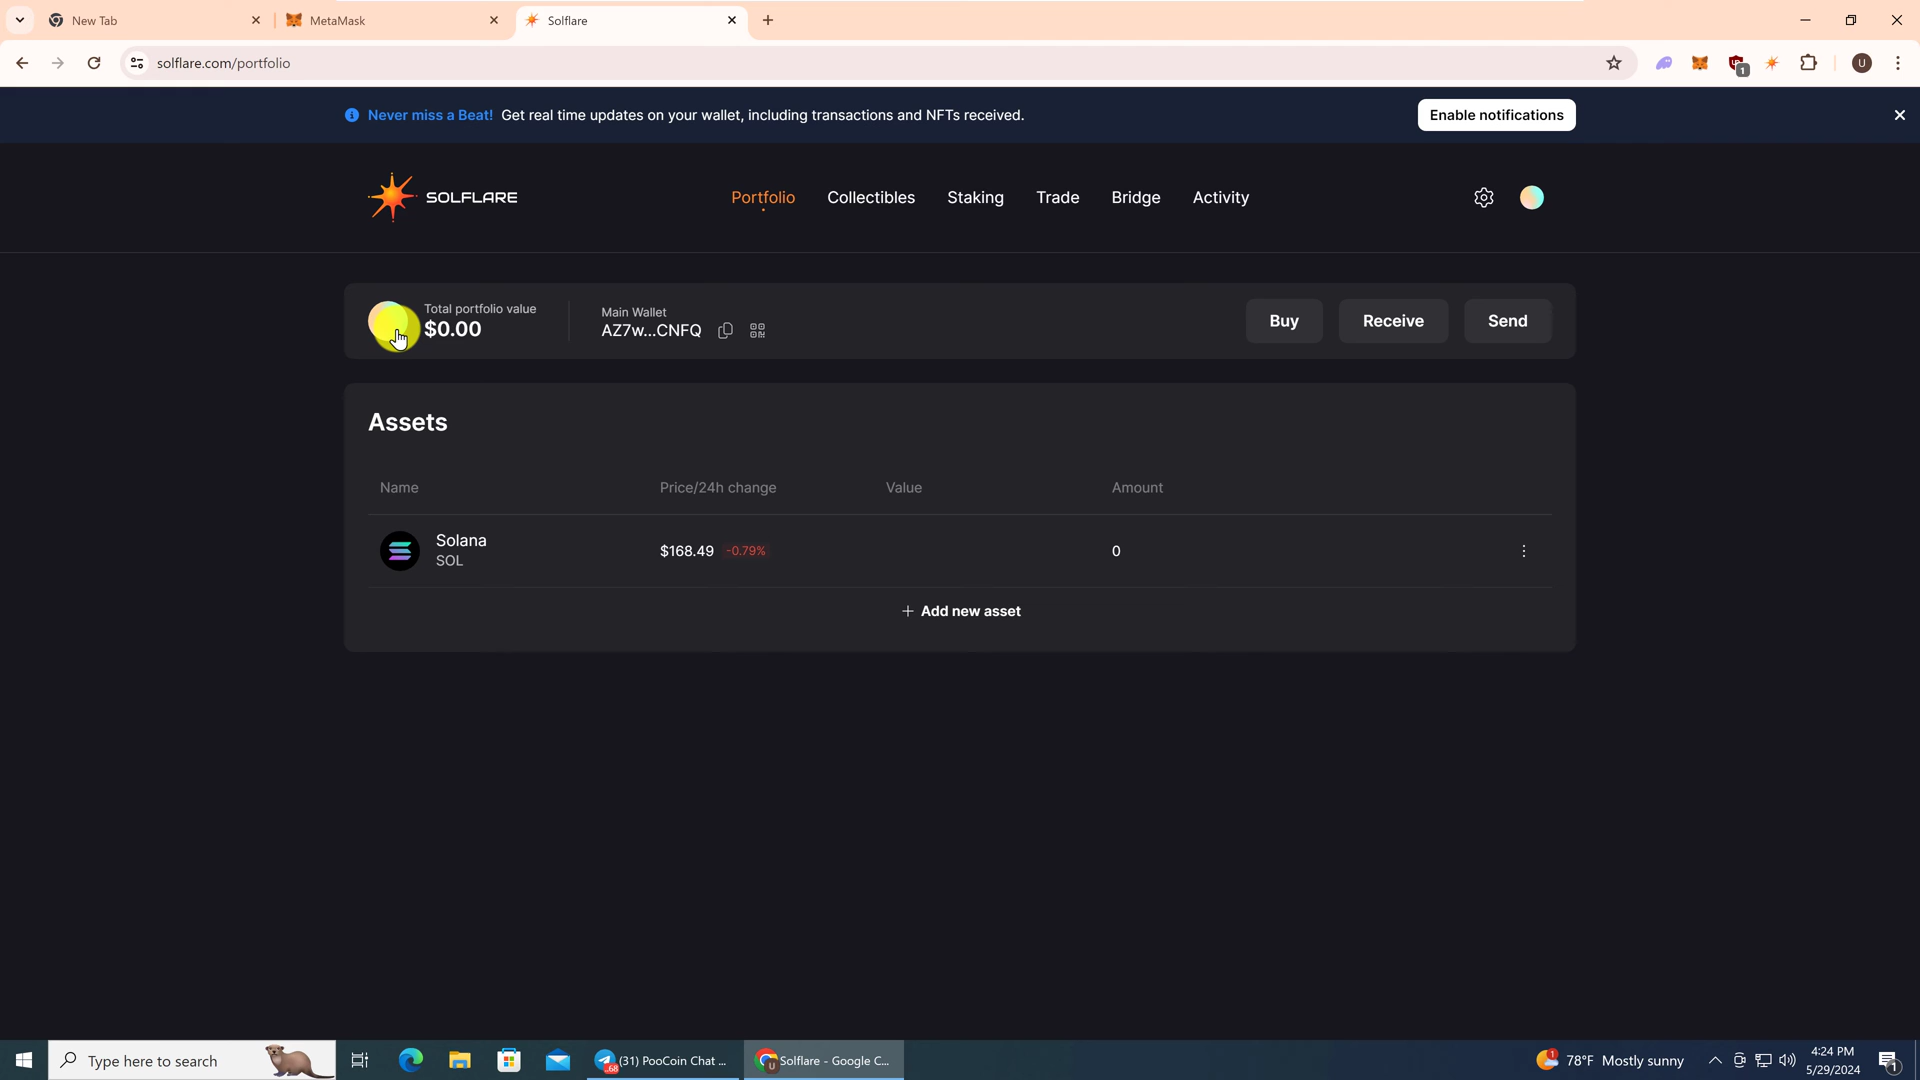 New Tab
MetaMask
Solflare
solflare.com/portfolio
1
U
Never miss a Beat! Get real time updates on your wallet, including transactions and NFTs received.
Enable notifications
SOLFLARE
Portfolio
Collectibles
Staking
Trade
Bridge
Activity
Total portfolio value
$0.00
Main Wallet
AZ7w...CNFQ
Buy
Receive
Send
Assets
Name
Price/24h change
Value
Amount
Solana
SOL
$168.49 -0.79%
0
+ Add new asset
Type here to search
..68
(31) PooCoin Chat ...
U
Solflare - Google C...
1
78°F Mostly sunny
4:24 PM
5/29/2024
1